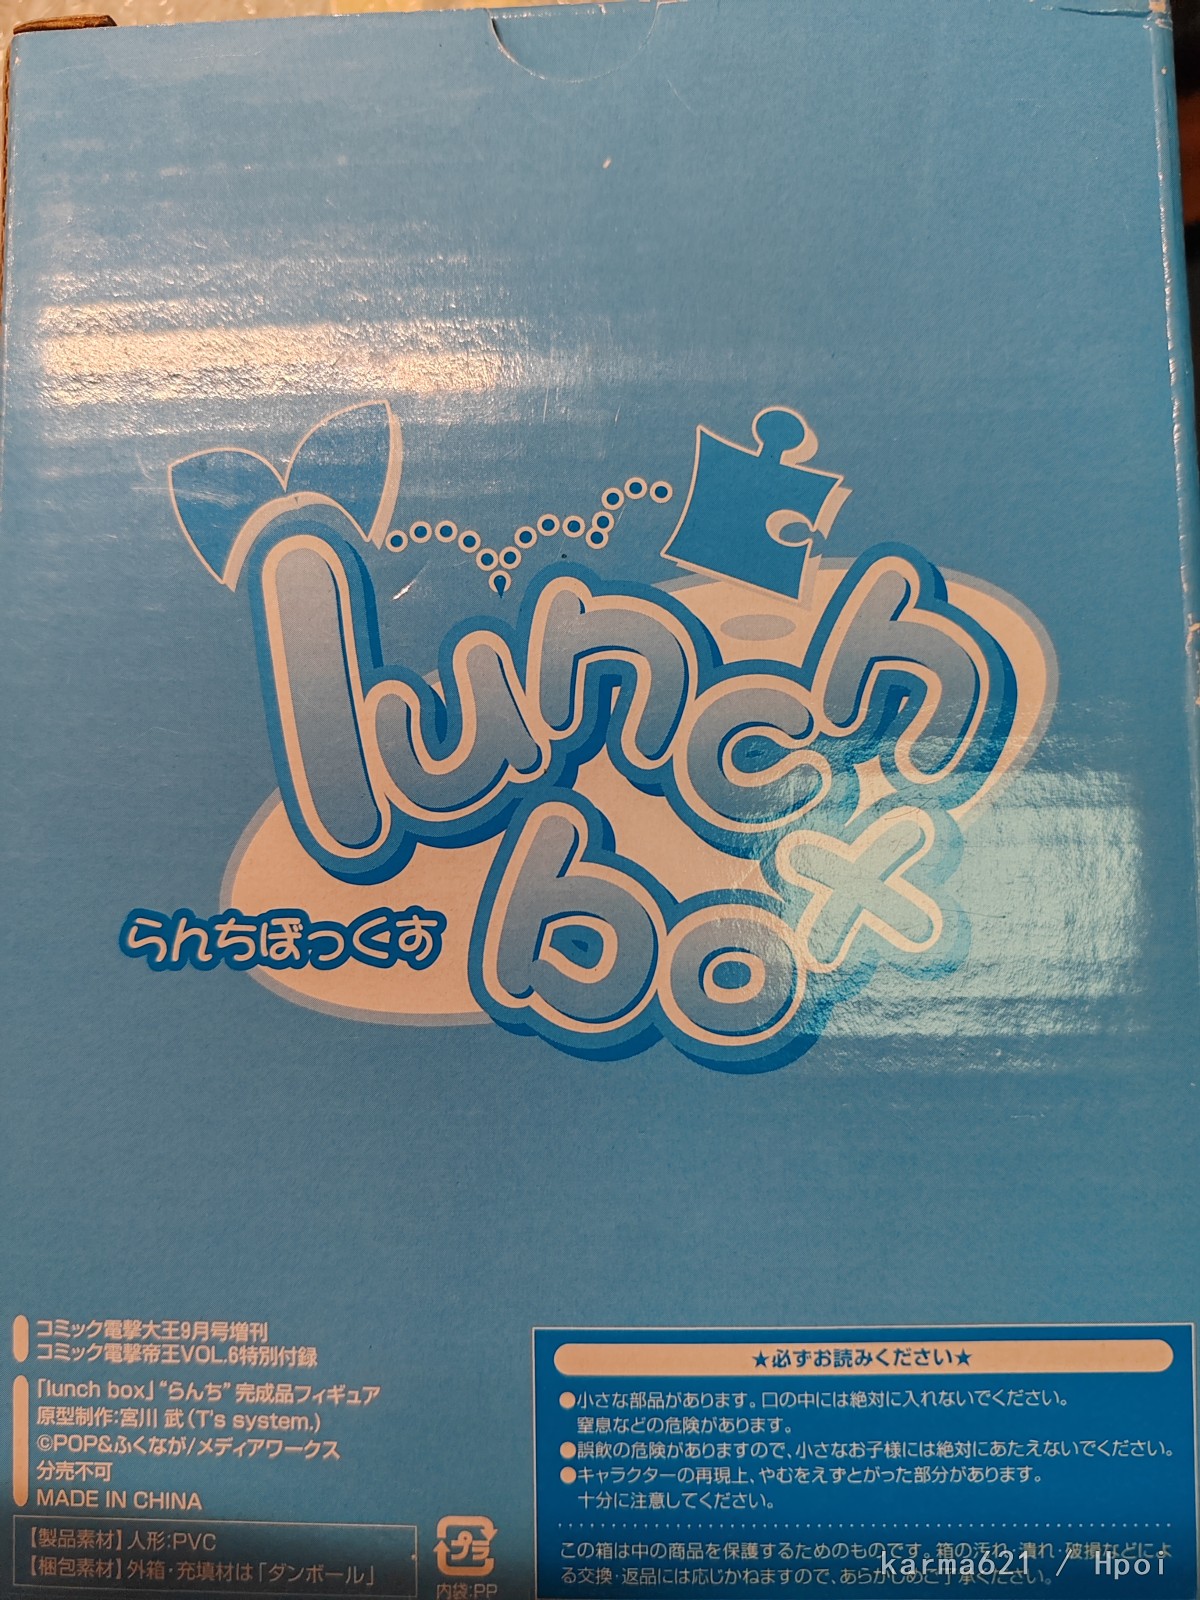 lunch
box
らんちぼっくす
コミック電撃大王9月号増刊
コミック電撃帝王VOL.6特別付録
「lunch box」“らんち” 完成品フィギュア
原型制作:宮川 武(T's system.)
©POP&ふくなが/メディアワークス
分売不可
MADE IN CHINA
【製品素材】人形:PVC
【梱包素材】外箱・充填材は「ダンボール」
プラ
内袋:PP
★必ずお読みください★
●小さな部品があります。口の中には絶対に入れないでください。
窒息などの危険があります。
●誤飲の危険がありますので、小さなお子様には絶対にあたえないでください。
●キャラクターの再現上、やむをえずとがった部分があります。
十分に注意してください。
この箱は中の商品を保護するためのものです。箱の汚れ・潰れ・破損などによ
る交換・返品には応じかねますので、あらかじめご了承ください。
karma621 / Hpoi